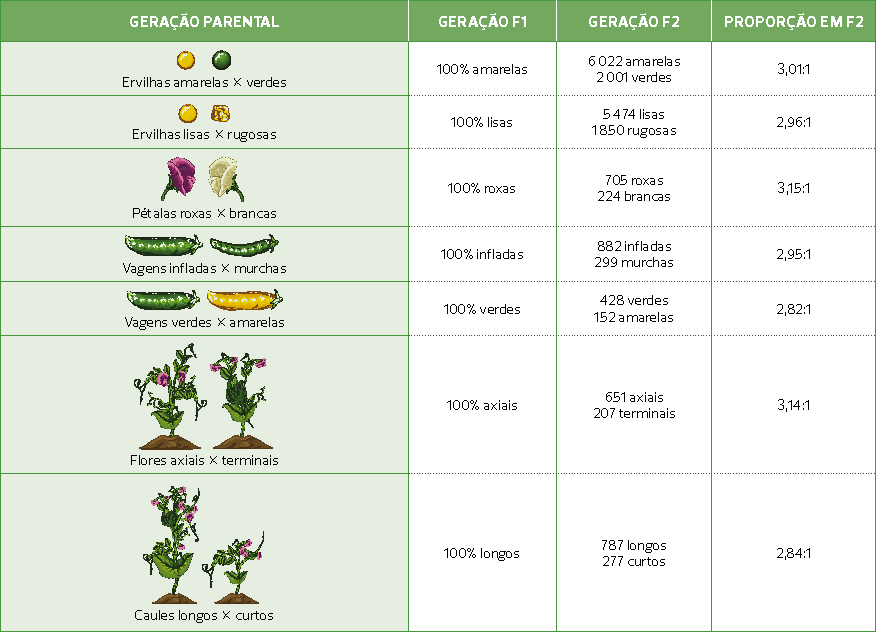 GERAÇÃO PARENTAL
GERAÇÃO F1
GERAÇÃO F2
PROPORÇÃO EM F2
Ervilhas amarelas × verdes
100% amarelas
6 022 amarelas
2 001 verdes
3,01:1
Ervilhas lisas × rugosas
100% lisas
5 474 lisas
1 850 rugosas
2,96:1
Pétalas roxas × brancas
100% roxas
705 roxas
224 brancas
3,15:1
Vagens infladas × murchas
100% infladas
882 infladas
299 murchas
2,95:1
Vagens verdes × amarelas
100% verdes
428 verdes
152 amarelas
2,82:1
Flores axiais × terminais
100% axiais
651 axiais
207 terminais
3,14:1
Caules longos × curtos
100% longos
787 longos
277 curtos
2,84:1